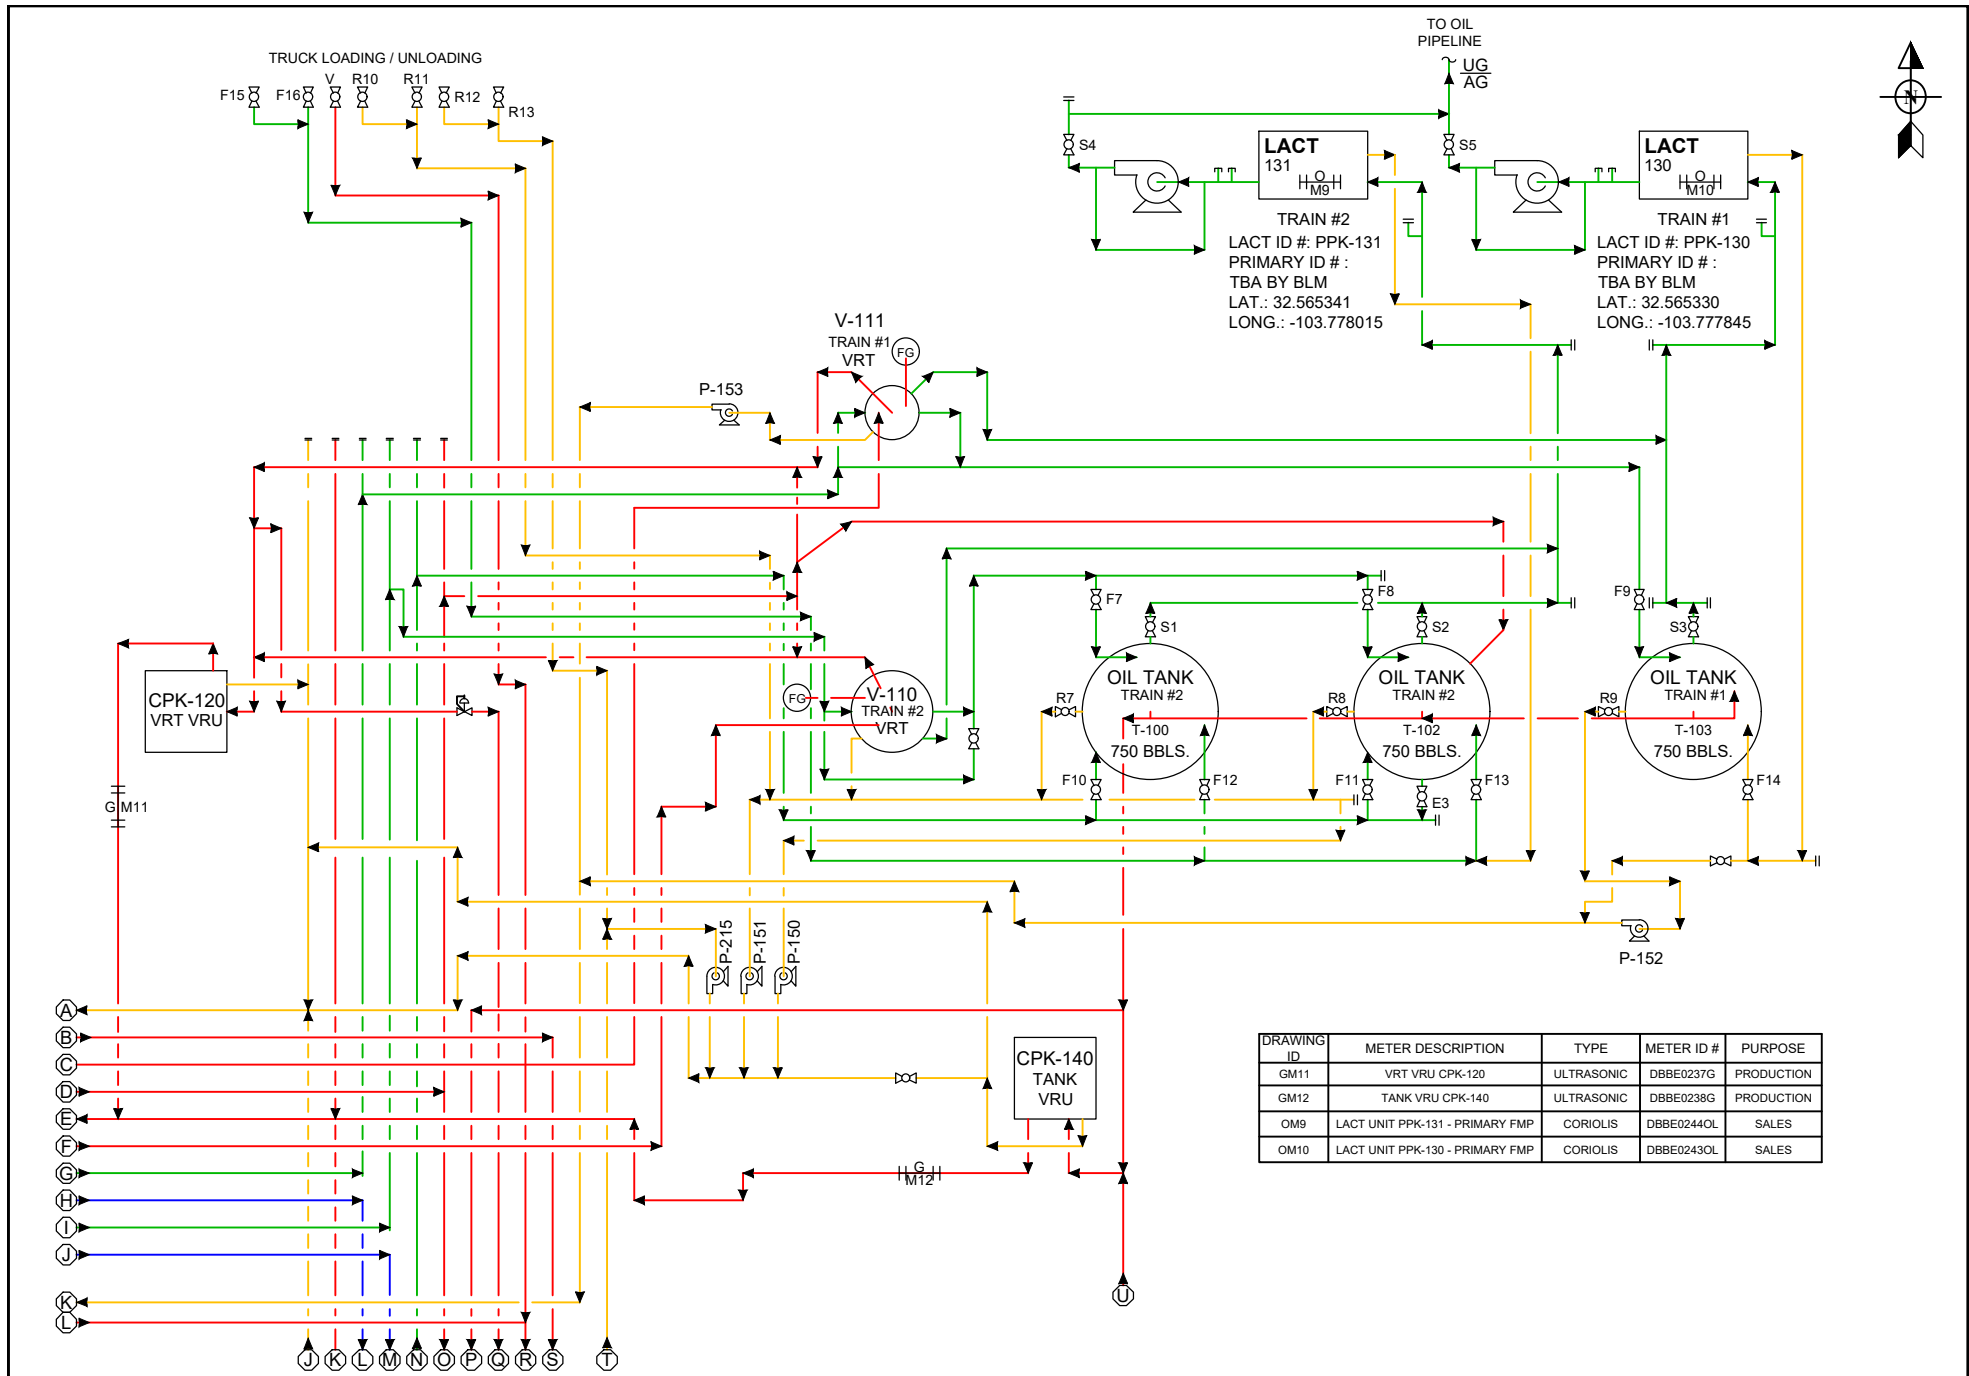 TO OIL
PIPELINE
UG
AG
N
TRUCK LOADING / UNLOADING
F15
F16
V
R10
R11
R12
R13
S4
LACT
131
O
M9
S5
LACT
130
O
M10
TRAIN #2
LACT ID #: PPK-131
PRIMARY ID # :
TBA BY BLM
LAT.: 32.565341
LONG.: -103.778015
TRAIN #1
LACT ID #: PPK-130
PRIMARY ID # :
TBA BY BLM
LAT.: 32.565330
LONG.: -103.777845
V-111
TRAIN #1
VRT
FG
P-153
F7
F8
F9
S1
S2
S3
CPK-120
VRT VRU
FG
V-110
TRAIN #2
VRT
R7
OIL TANK
TRAIN #2
T-100
750 BBLS.
R8
OIL TANK
TRAIN #2
T-102
750 BBLS.
R9
OIL TANK
TRAIN #1
T-103
750 BBLS.
F10
F12
F11
E3
F13
F14
G M11
P-215
P-151
P-150
P-152
CPK-140
TANK
VRU
G
M12
A
B
C
D
E
F
G
H
I
J
K
L
J K L M N O P Q R S T
U
DRAWING ID METER DESCRIPTION TYPE METER ID # PURPOSE
GM11 VRT VRU CPK-120 ULTRASONIC DBBE0237G PRODUCTION
GM12 TANK VRU CPK-140 ULTRASONIC DBBE0238G PRODUCTION
OM9 LACT UNIT PPK-131 - PRIMARY FMP CORIOLIS DBBE0244OL SALES
OM10 LACT UNIT PPK-130 - PRIMARY FMP CORIOLIS DBBE0243OL SALES